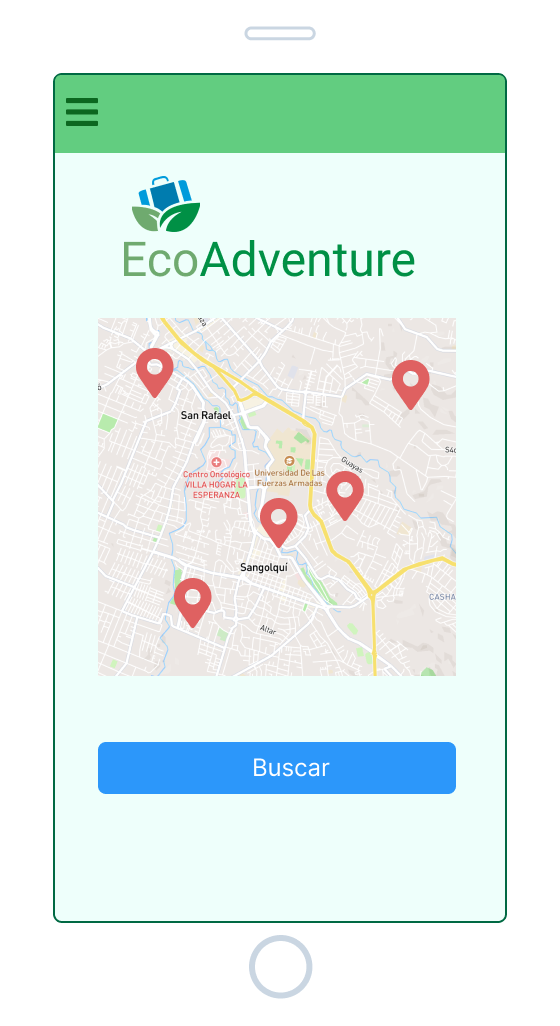 EcoAdventure
San Rafael
Centro Oncológico
VILLA HOGAR LA
ESPERANZA
Universidad De Las
Fuerzas Armadas
Guayas
Sangolquí
CASHA
Altar
Buscar